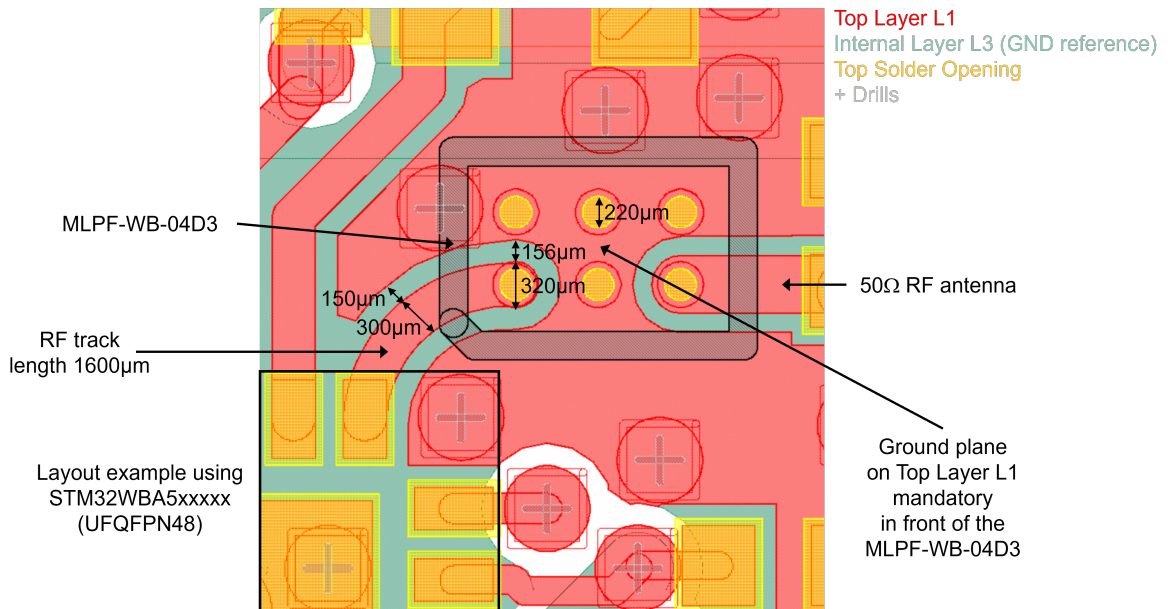 Top Layer L1
Internal Layer L3 (GND reference)
Top Solder Opening
+ Drills
MLPF-WB-04D3
220µm
156µm
320µm
150µm
300µm
50Ω RF antenna
RF track
length 1600µm
Layout example using
STM32WBA5xxxxx
(UFQFPN48)
Ground plane
on Top Layer L1
mandatory
in front of the
MLPF-WB-04D3